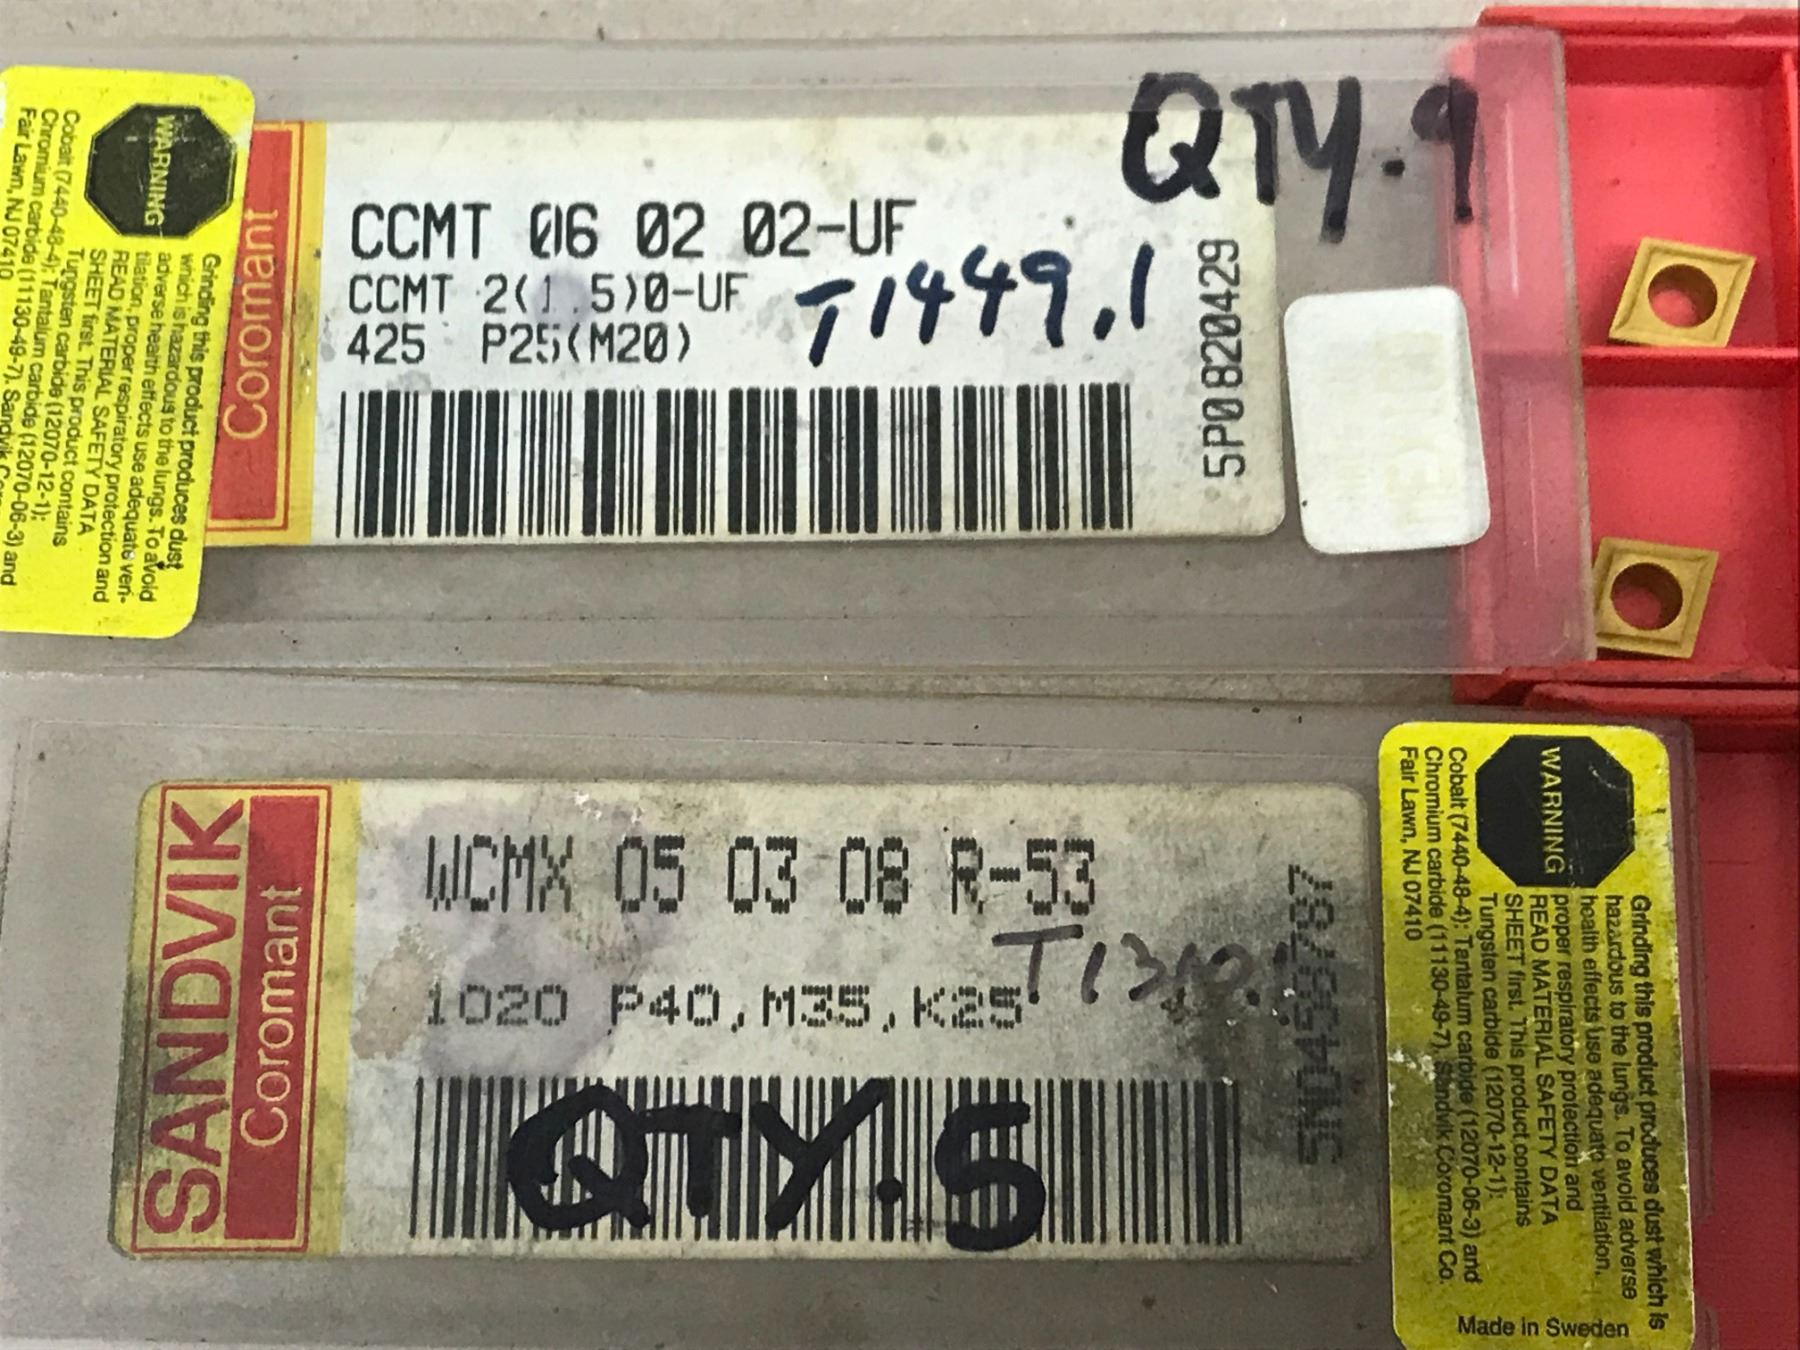 WARNING
Cobalt (7440-48-4); Tantalum carbide (12070-12-1);
Chromium carbide (11130-49-7). Sandvik
Fair Lawn, NJ 07410
Grinding this product produces dust
which is hazardous to the lungs. To avoid
adverse health effects use adequate ven-
tilation, proper respiratory protection and
READ MATERIAL SAFETY DATA
SHEET first. This product contains
Tungsten carbide (12070-06-3) and
Coromant
QTY.9
CCMT 06 02 02-UF
CCMT 2(1.5)0-UF
T1449.1
425 P25(M20)
5P0820429
SANDVIK
Coromant
WCMX 05 03 08 R-53
1020 P40,M35,K25
QTY.5
WARNING
Grinding this product produces dust which is
hazardous to the lungs. To avoid adverse
health effects use adequate ventilation,
proper respiratory protection and
READ MATERIAL SAFETY DATA
SHEET first. This product contains
Tungsten carbide (12070-06-3) and
Cobalt (7440-48-4); Tantalum carbide (12070-12-1);
Chromium carbide (11130-49-7). Sandvik Coromant Co.
Fair Lawn, NJ 07410
Made in Sweden